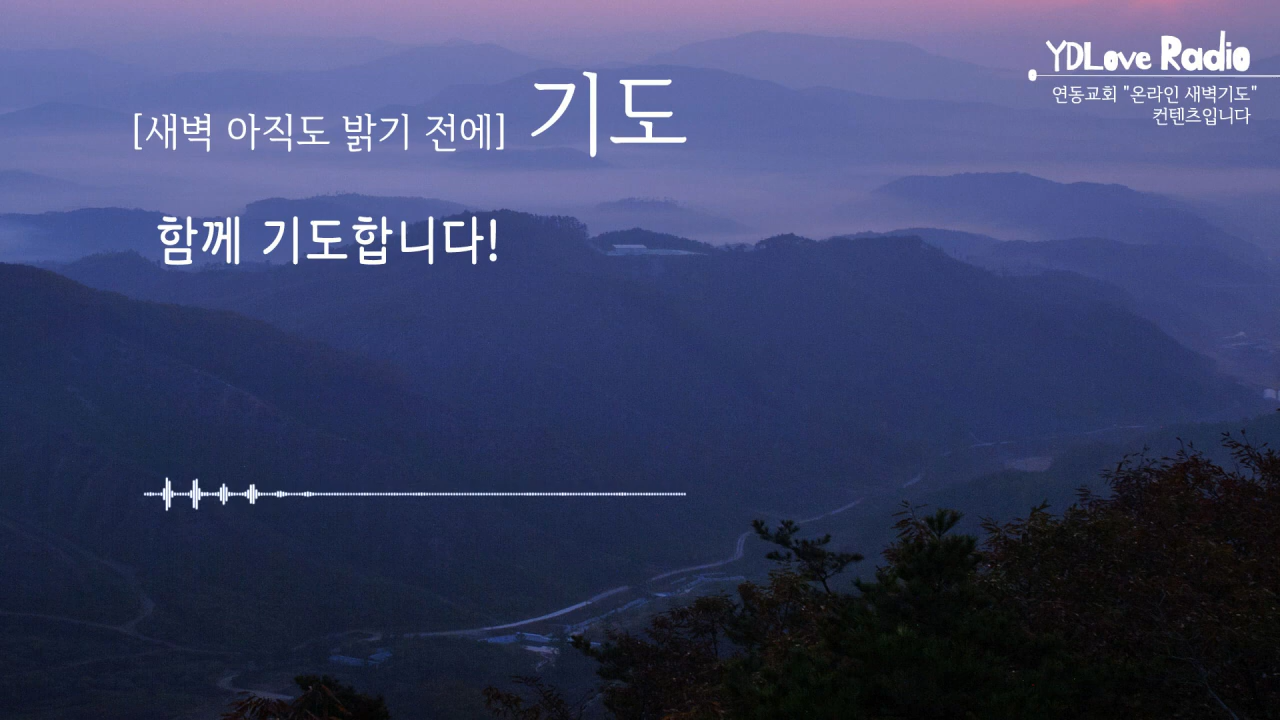 [새벽 아직도 밝기 전에] 기도
함께 기도합니다!
YDLove Radio
연동교회 "온라인 새벽기도"
컨텐츠입니다